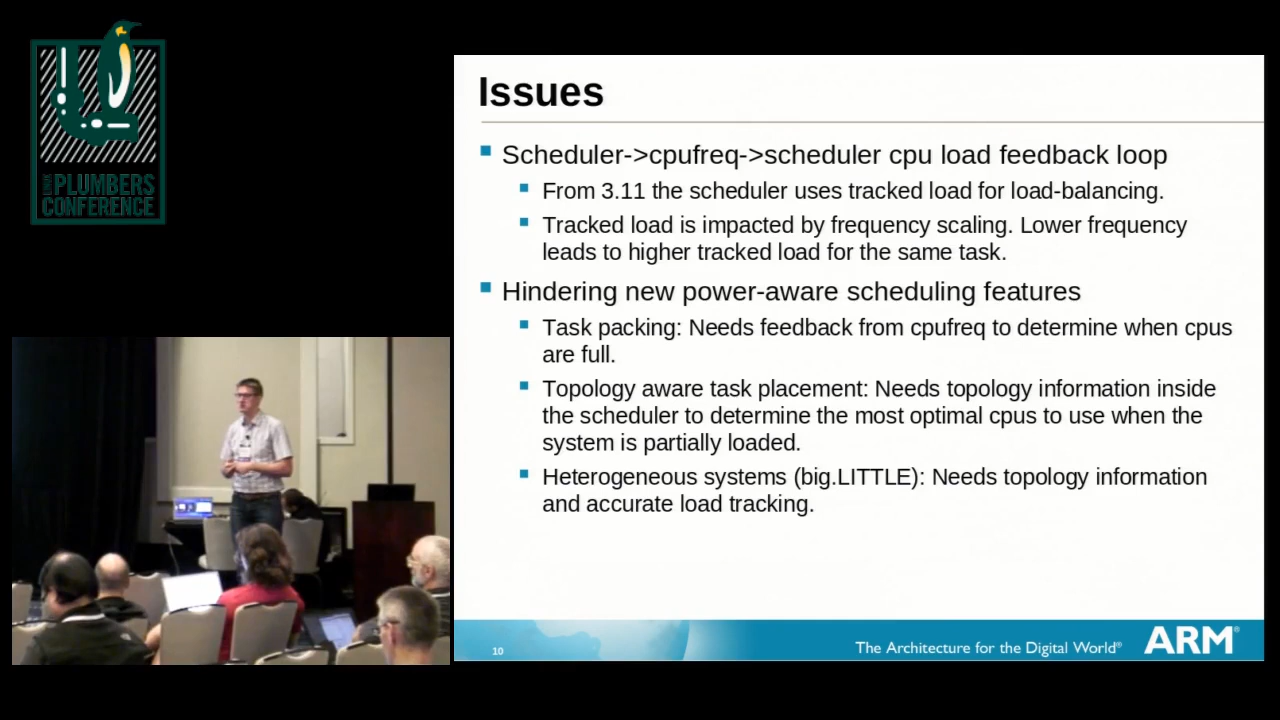 LINUX
PLUMBERS
CONFERENCE
Issues
Scheduler->cpufreq->scheduler cpu load feedback loop
From 3.11 the scheduler uses tracked load for load-balancing.
Tracked load is impacted by frequency scaling. Lower frequency
leads to higher tracked load for the same task.
Hindering new power-aware scheduling features
Task packing: Needs feedback from cpufreq to determine when cpus
are full.
Topology aware task placement: Needs topology information inside
the scheduler to determine the most optimal cpus to use when the
system is partially loaded.
Heterogeneous systems (big.LITTLE): Needs topology information
and accurate load tracking.
10
The Architecture for the Digital World®
ARM®